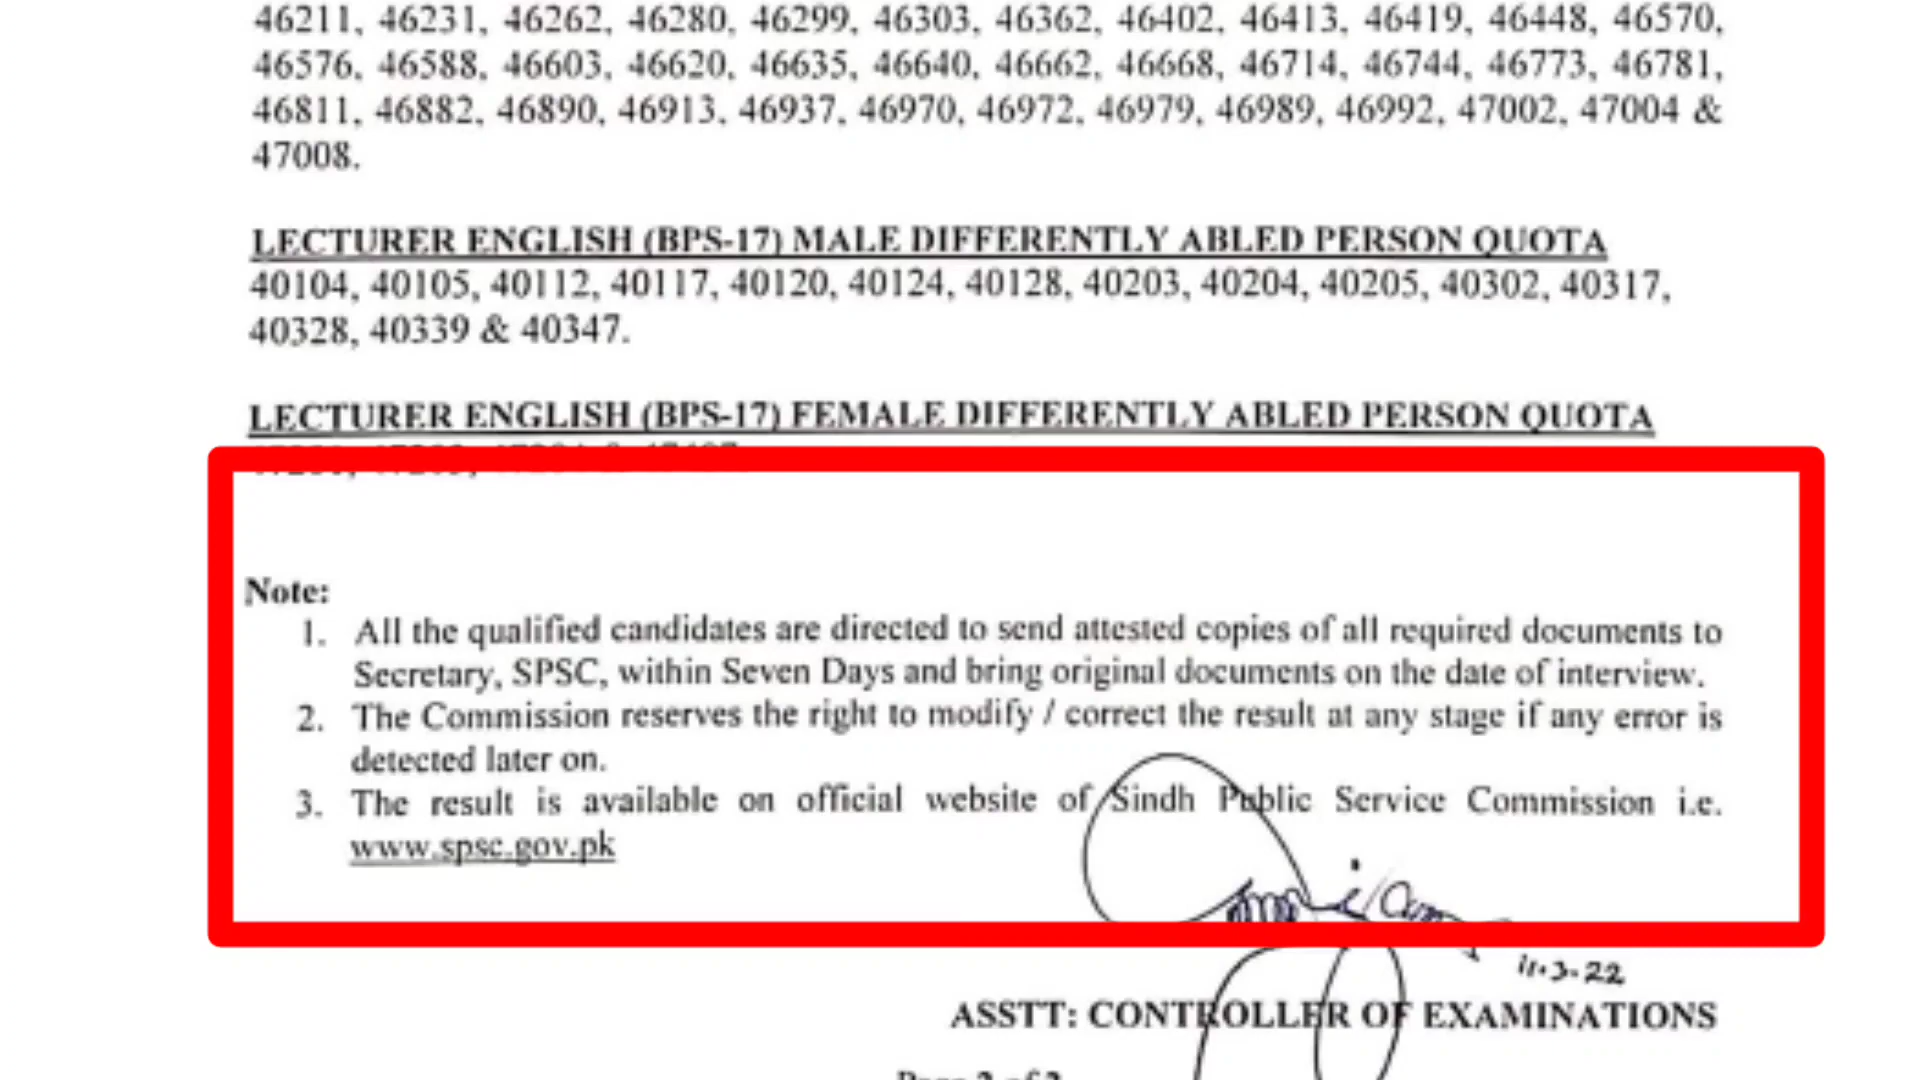 46211, 46231, 46262, 46280, 46299, 46303, 46362, 46402, 46413, 46419, 46448, 46570,
46576, 46588, 46603, 46620, 46635, 46640, 46662, 46668, 46714, 46744, 46773, 46781,
46811, 46882, 46890, 46913, 46937, 46970, 46972, 46979, 46989, 46992, 47002, 47004 &
47008.
LECTURER ENGLISH (BPS-17) MALE DIFFERENTLY ABLED PERSON QUOTA
40104, 40105, 40112, 40117, 40120, 40124, 40128, 40203, 40204, 40205, 40302, 40317,
40328, 40339 & 40347.
LECTURER ENGLISH (BPS-17) FEMALE DIFFERENTLY ABLED PERSON QUOTA
Note:
1. All the qualified candidates are directed to send attested copies of all required documents to
Secretary, SPSC, within Seven Days and bring original documents on the date of interview.
2. The Commission reserves the right to modify / correct the result at any stage if any error is
detected later on.
3. The result is available on official website of Sindh Public Service Commission i.e.
www.spsc.gov.pk
11.3.22
ASSTT: CONTROLLER OF EXAMINATIONS